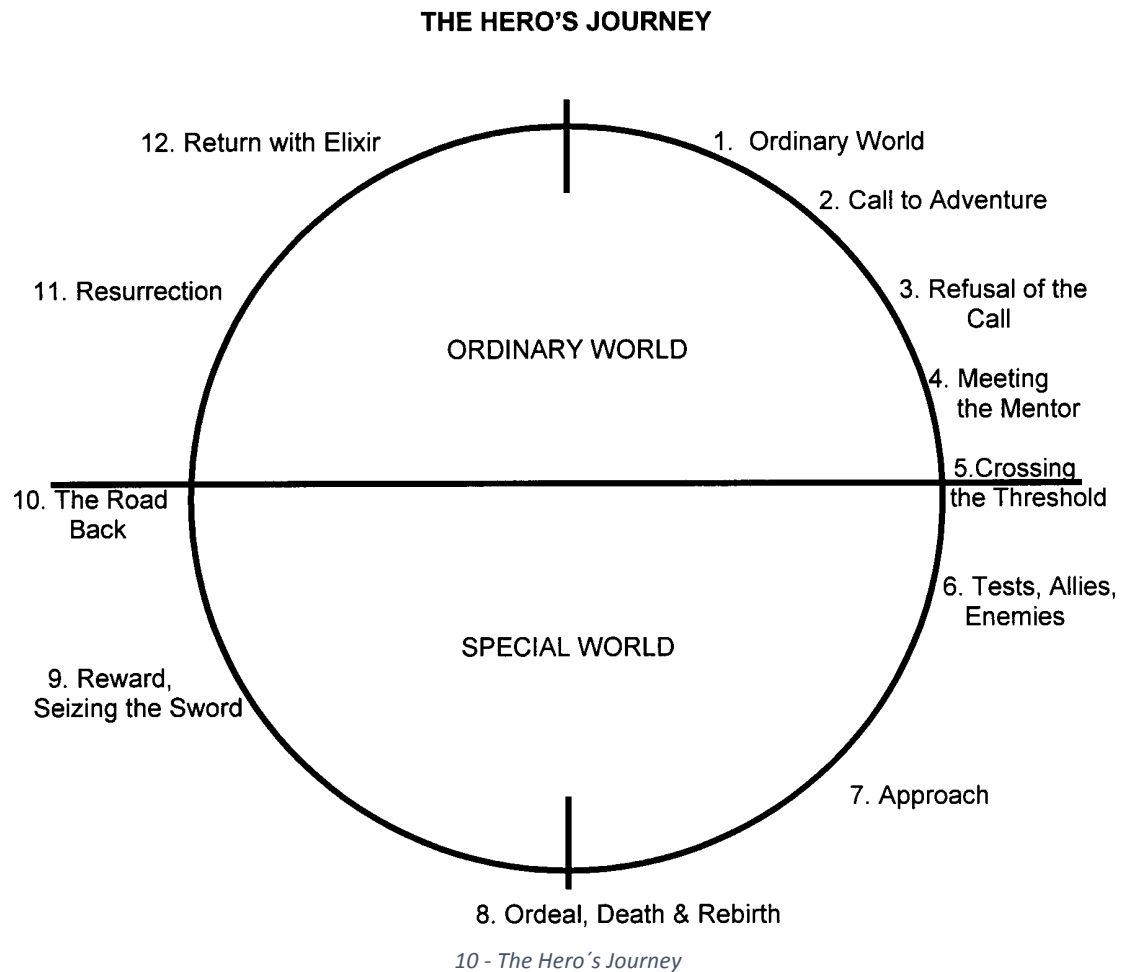 THE HERO'S JOURNEY
12. Return with Elixir
1. Ordinary World
2. Call to Adventure
3. Refusal of the
Call
11. Resurrection
ORDINARY WORLD
4. Meeting
the Mentor
5.Crossing
the Threshold
10. The Road
Back
6. Tests, Allies,
Enemies
SPECIAL WORLD
9. Reward,
Seizing the Sword
7. Approach
8. Ordeal, Death & Rebirth
10 - The Hero´s Journey